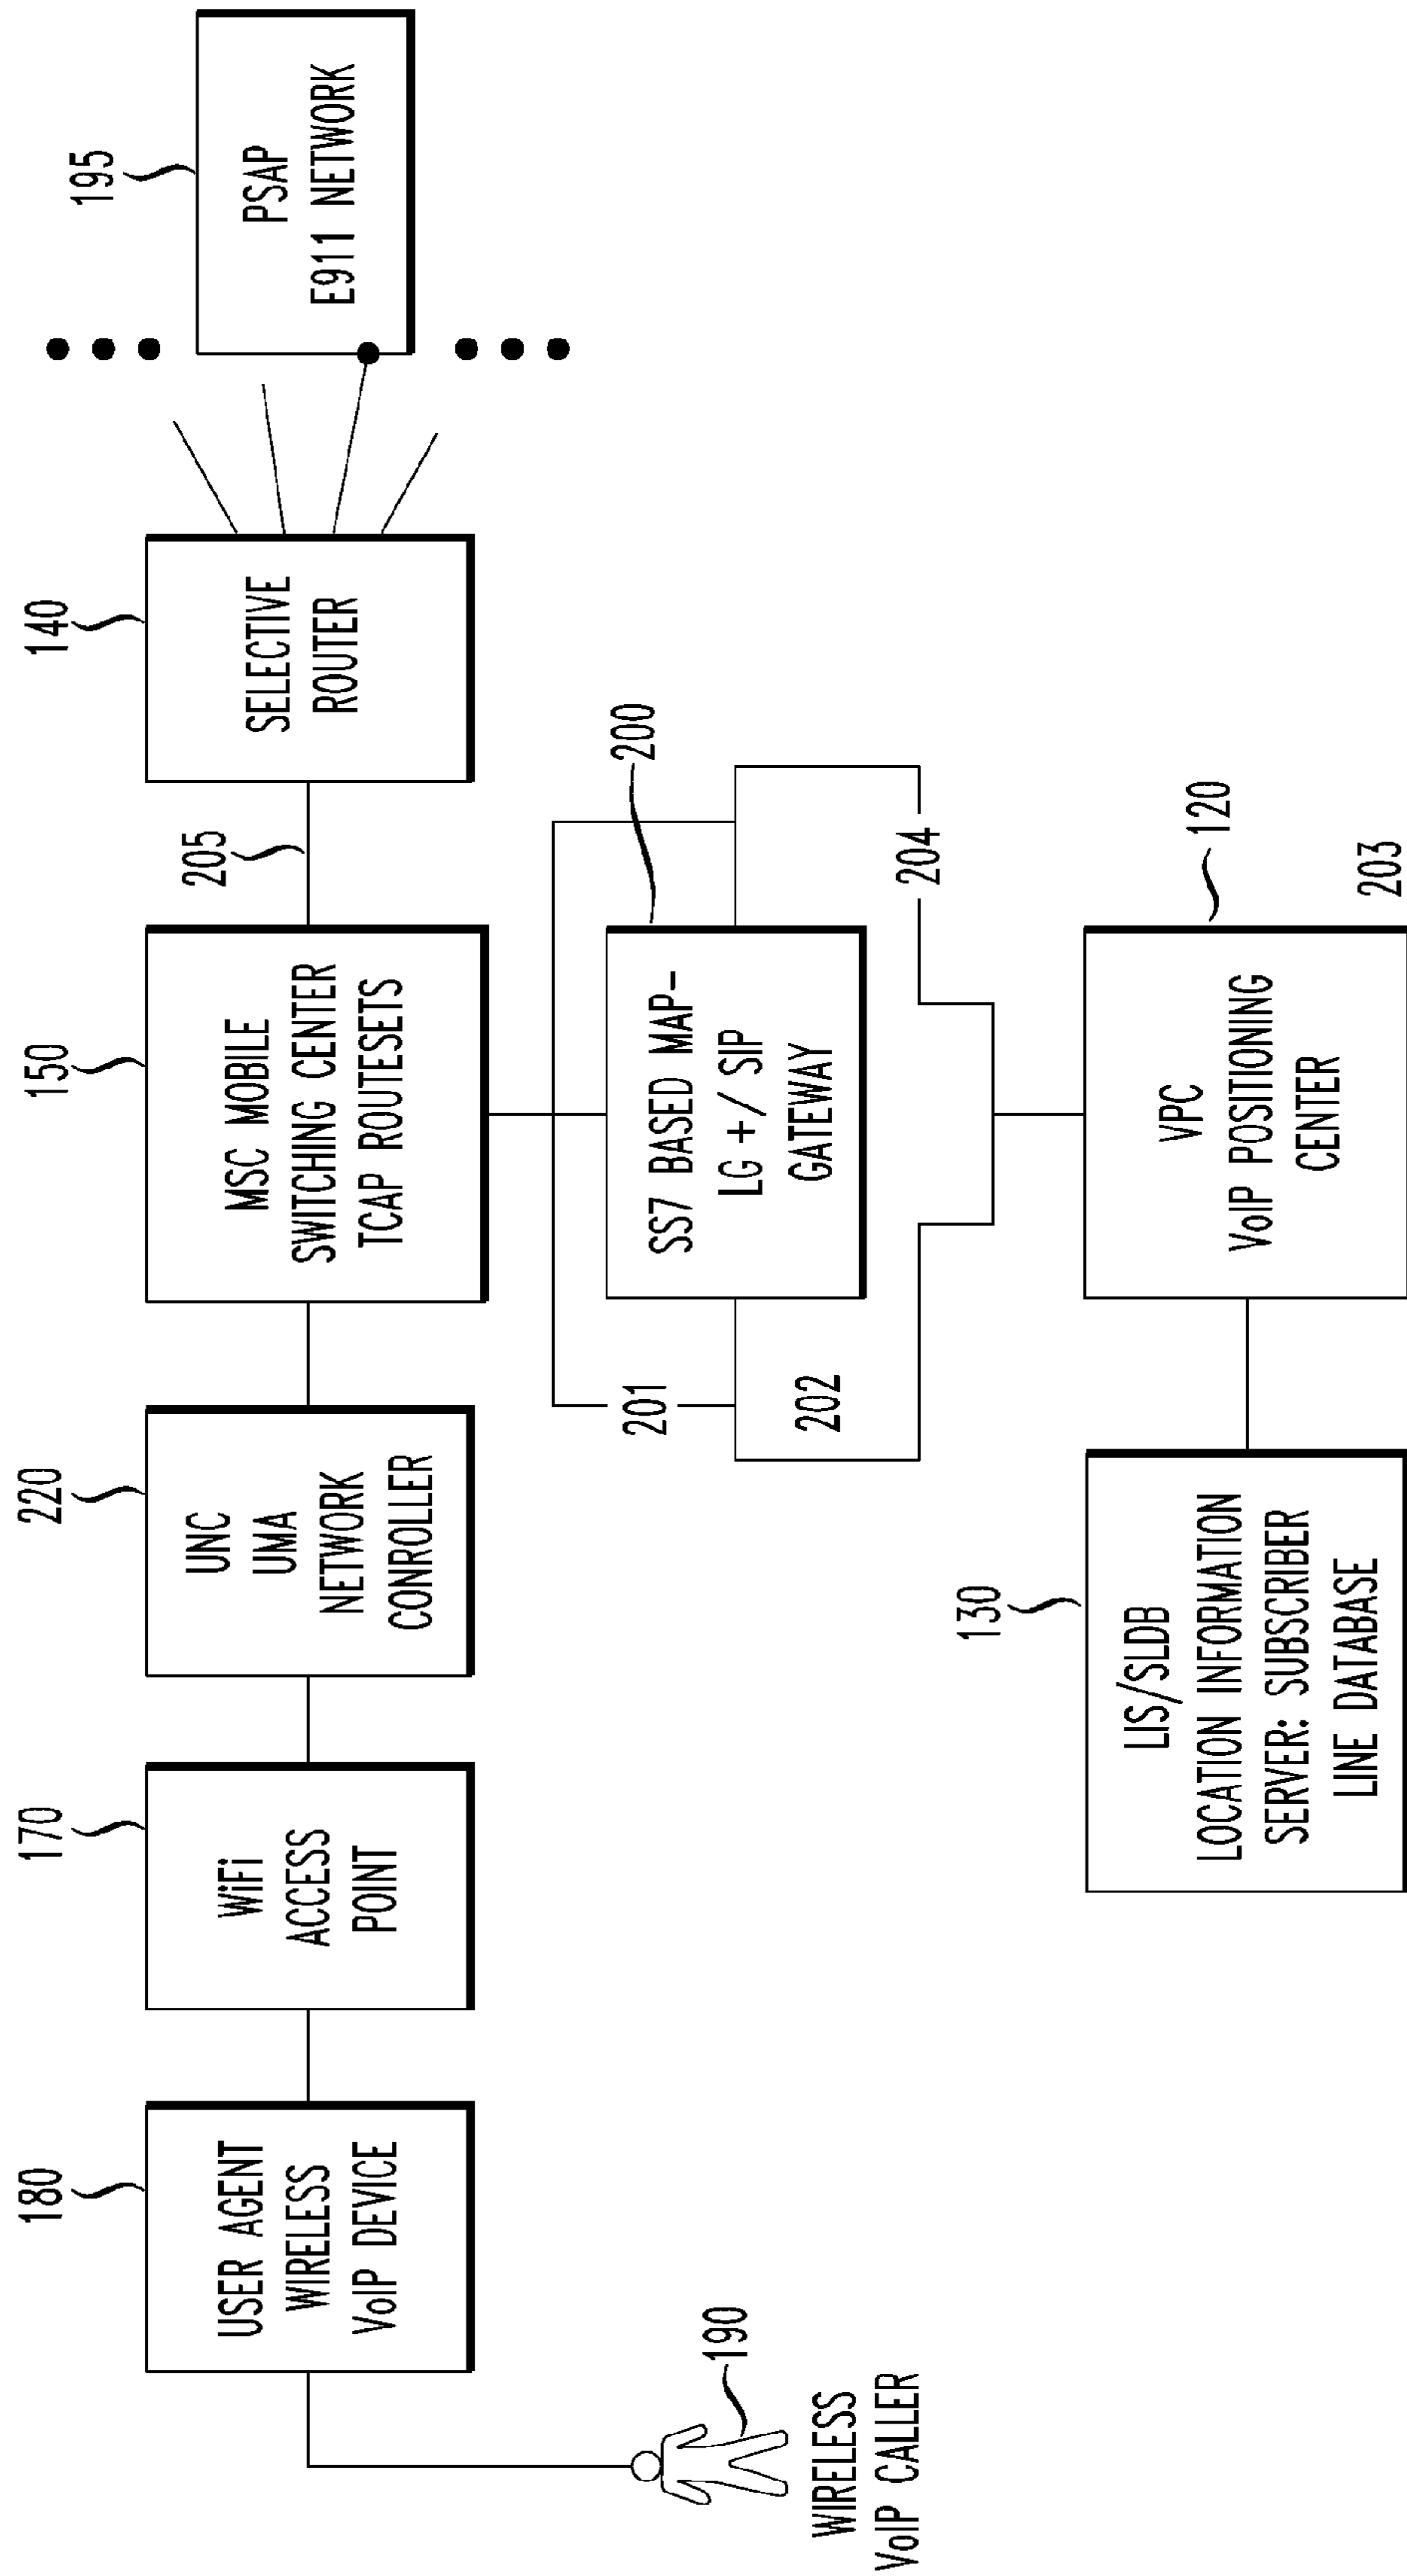 180
USER AGENT
WIRELESS
VoIP DEVICE
170
WiFi
ACCESS
POINT
220
UNC
UMA
NETWORK
CONROLLER
150
MSC MOBILE
SWITCHING CENTER
TCAP ROUTESETS
205
140
SELECTIVE
ROUTER
195
PSAP
E911 NETWORK
190
WIRELESS
VoIP CALLER
201
202
200
SS7 BASED MAP–
LG +/ SIP
GATEWAY
204
130
LIS/SLDB
LOCATION INFORMATION
SERVER: SUBSCRIBER
LINE DATABASE
120
VPC
VoIP POSITIONING
CENTER
203